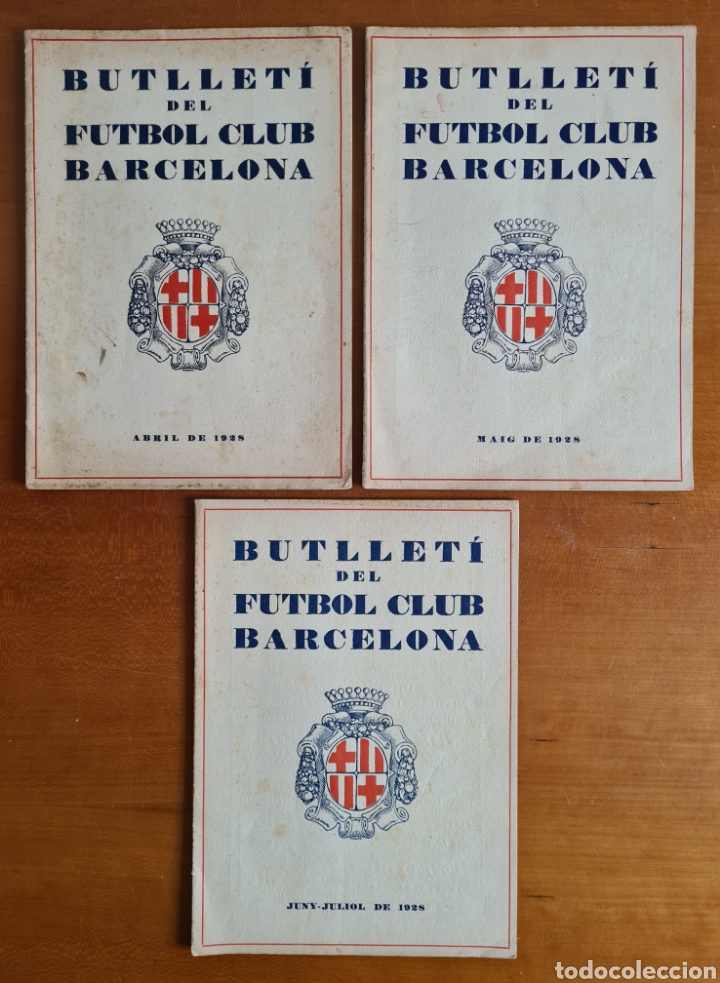 BUTLLETÍ
DEL
FUTBOL CLUB
BARCELONA
ABRIL DE 1928
BUTLLETÍ
DEL
FUTBOL CLUB
BARCELONA
MAIG DE 1928
BUTLLETÍ
DEL
FUTBOL CLUB
BARCELONA
JUNY-JULIOL DE 1928
todocoleccion